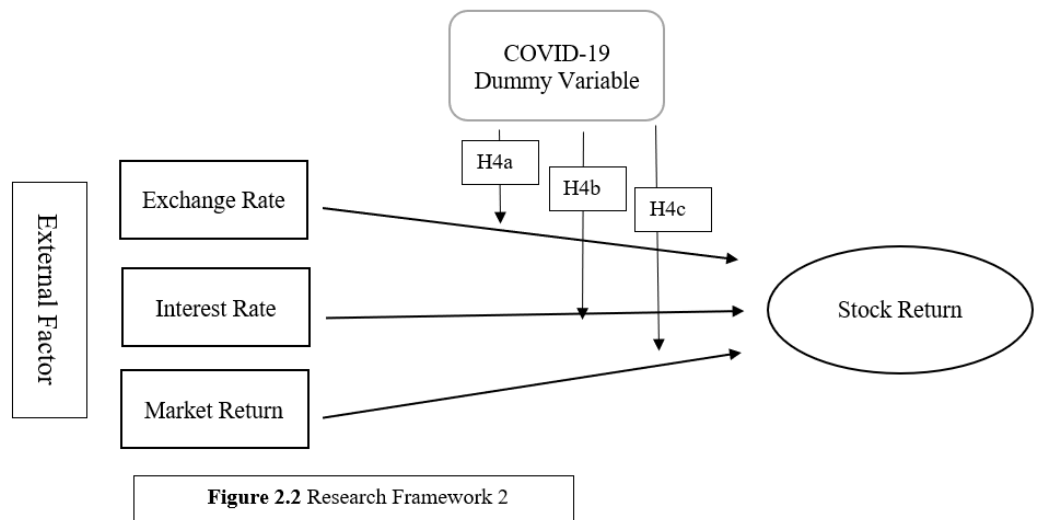 COVID-19
Dummy Variable
H4a
H4b
H4c
External Factor
Exchange Rate
Interest Rate
Market Return
Stock Return
Figure 2.2 Research Framework 2